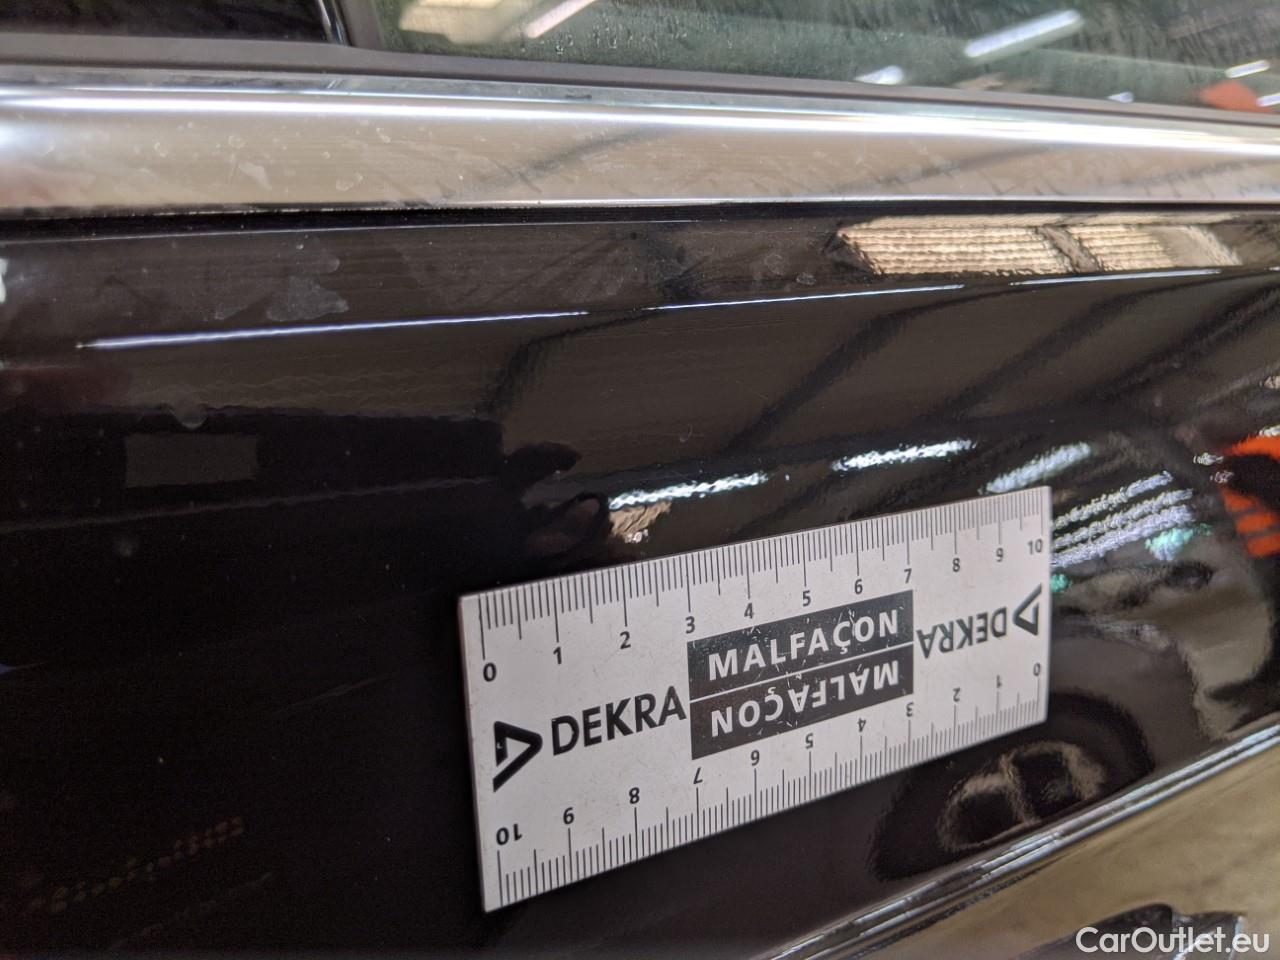 0 1 2 3 4 5 6 7 8 9 10
MALFAÇON
DEKRA
DEKRA
MALFAÇON
10 9 8 7 6 5 4 3 2 1 0
CarOutlet.eu